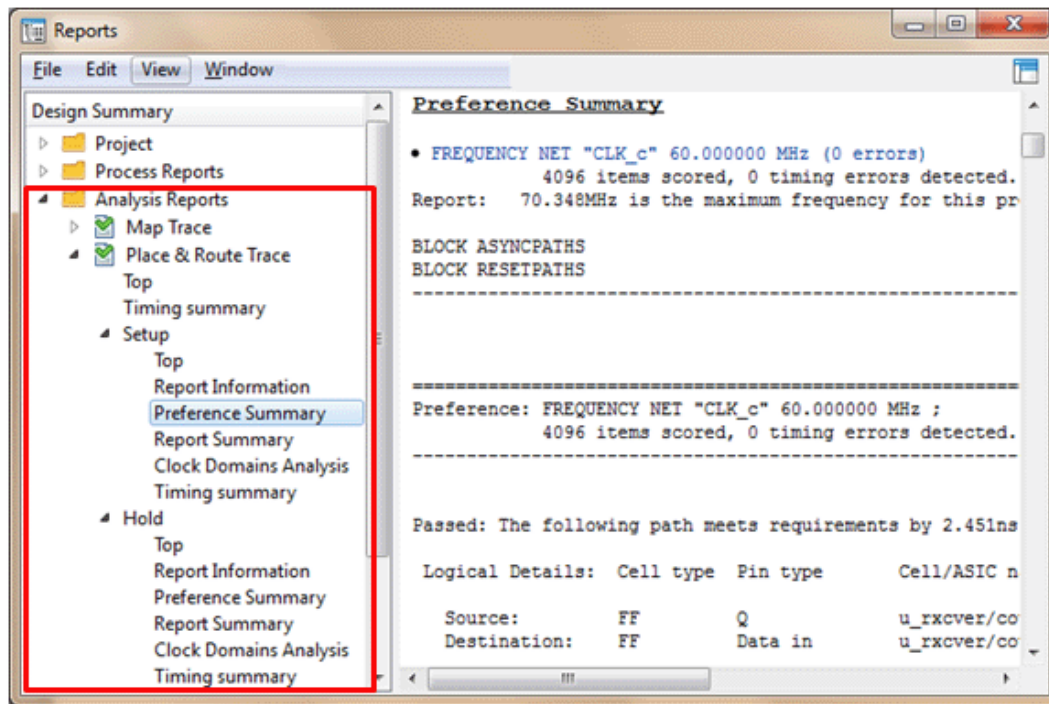 Reports
File Edit View Window
Design Summary
Project
Process Reports
Analysis Reports
Map Trace
Place & Route Trace
Top
Timing summary
Setup
Top
Report Information
Preference Summary
Report Summary
Clock Domains Analysis
Timing summary
Hold
Top
Report Information
Preference Summary
Report Summary
Clock Domains Analysis
Timing summary
Preference Summary
• FREQUENCY NET "CLK_c" 60.000000 MHz (0 errors)
4096 items scored, 0 timing errors detected.
Report: 70.348MHz is the maximum frequency for this pr
BLOCK ASYNCPATHS
BLOCK RESETPATHS
Preference: FREQUENCY NET "CLK_c" 60.000000 MHz ;
4096 items scored, 0 timing errors detected.
Passed: The following path meets requirements by 2.451ns
Logical Details: Cell type Pin type Cell/ASIC n
Source: FF Q u_rxcver/co
Destination: FF Data in u_rxcver/co